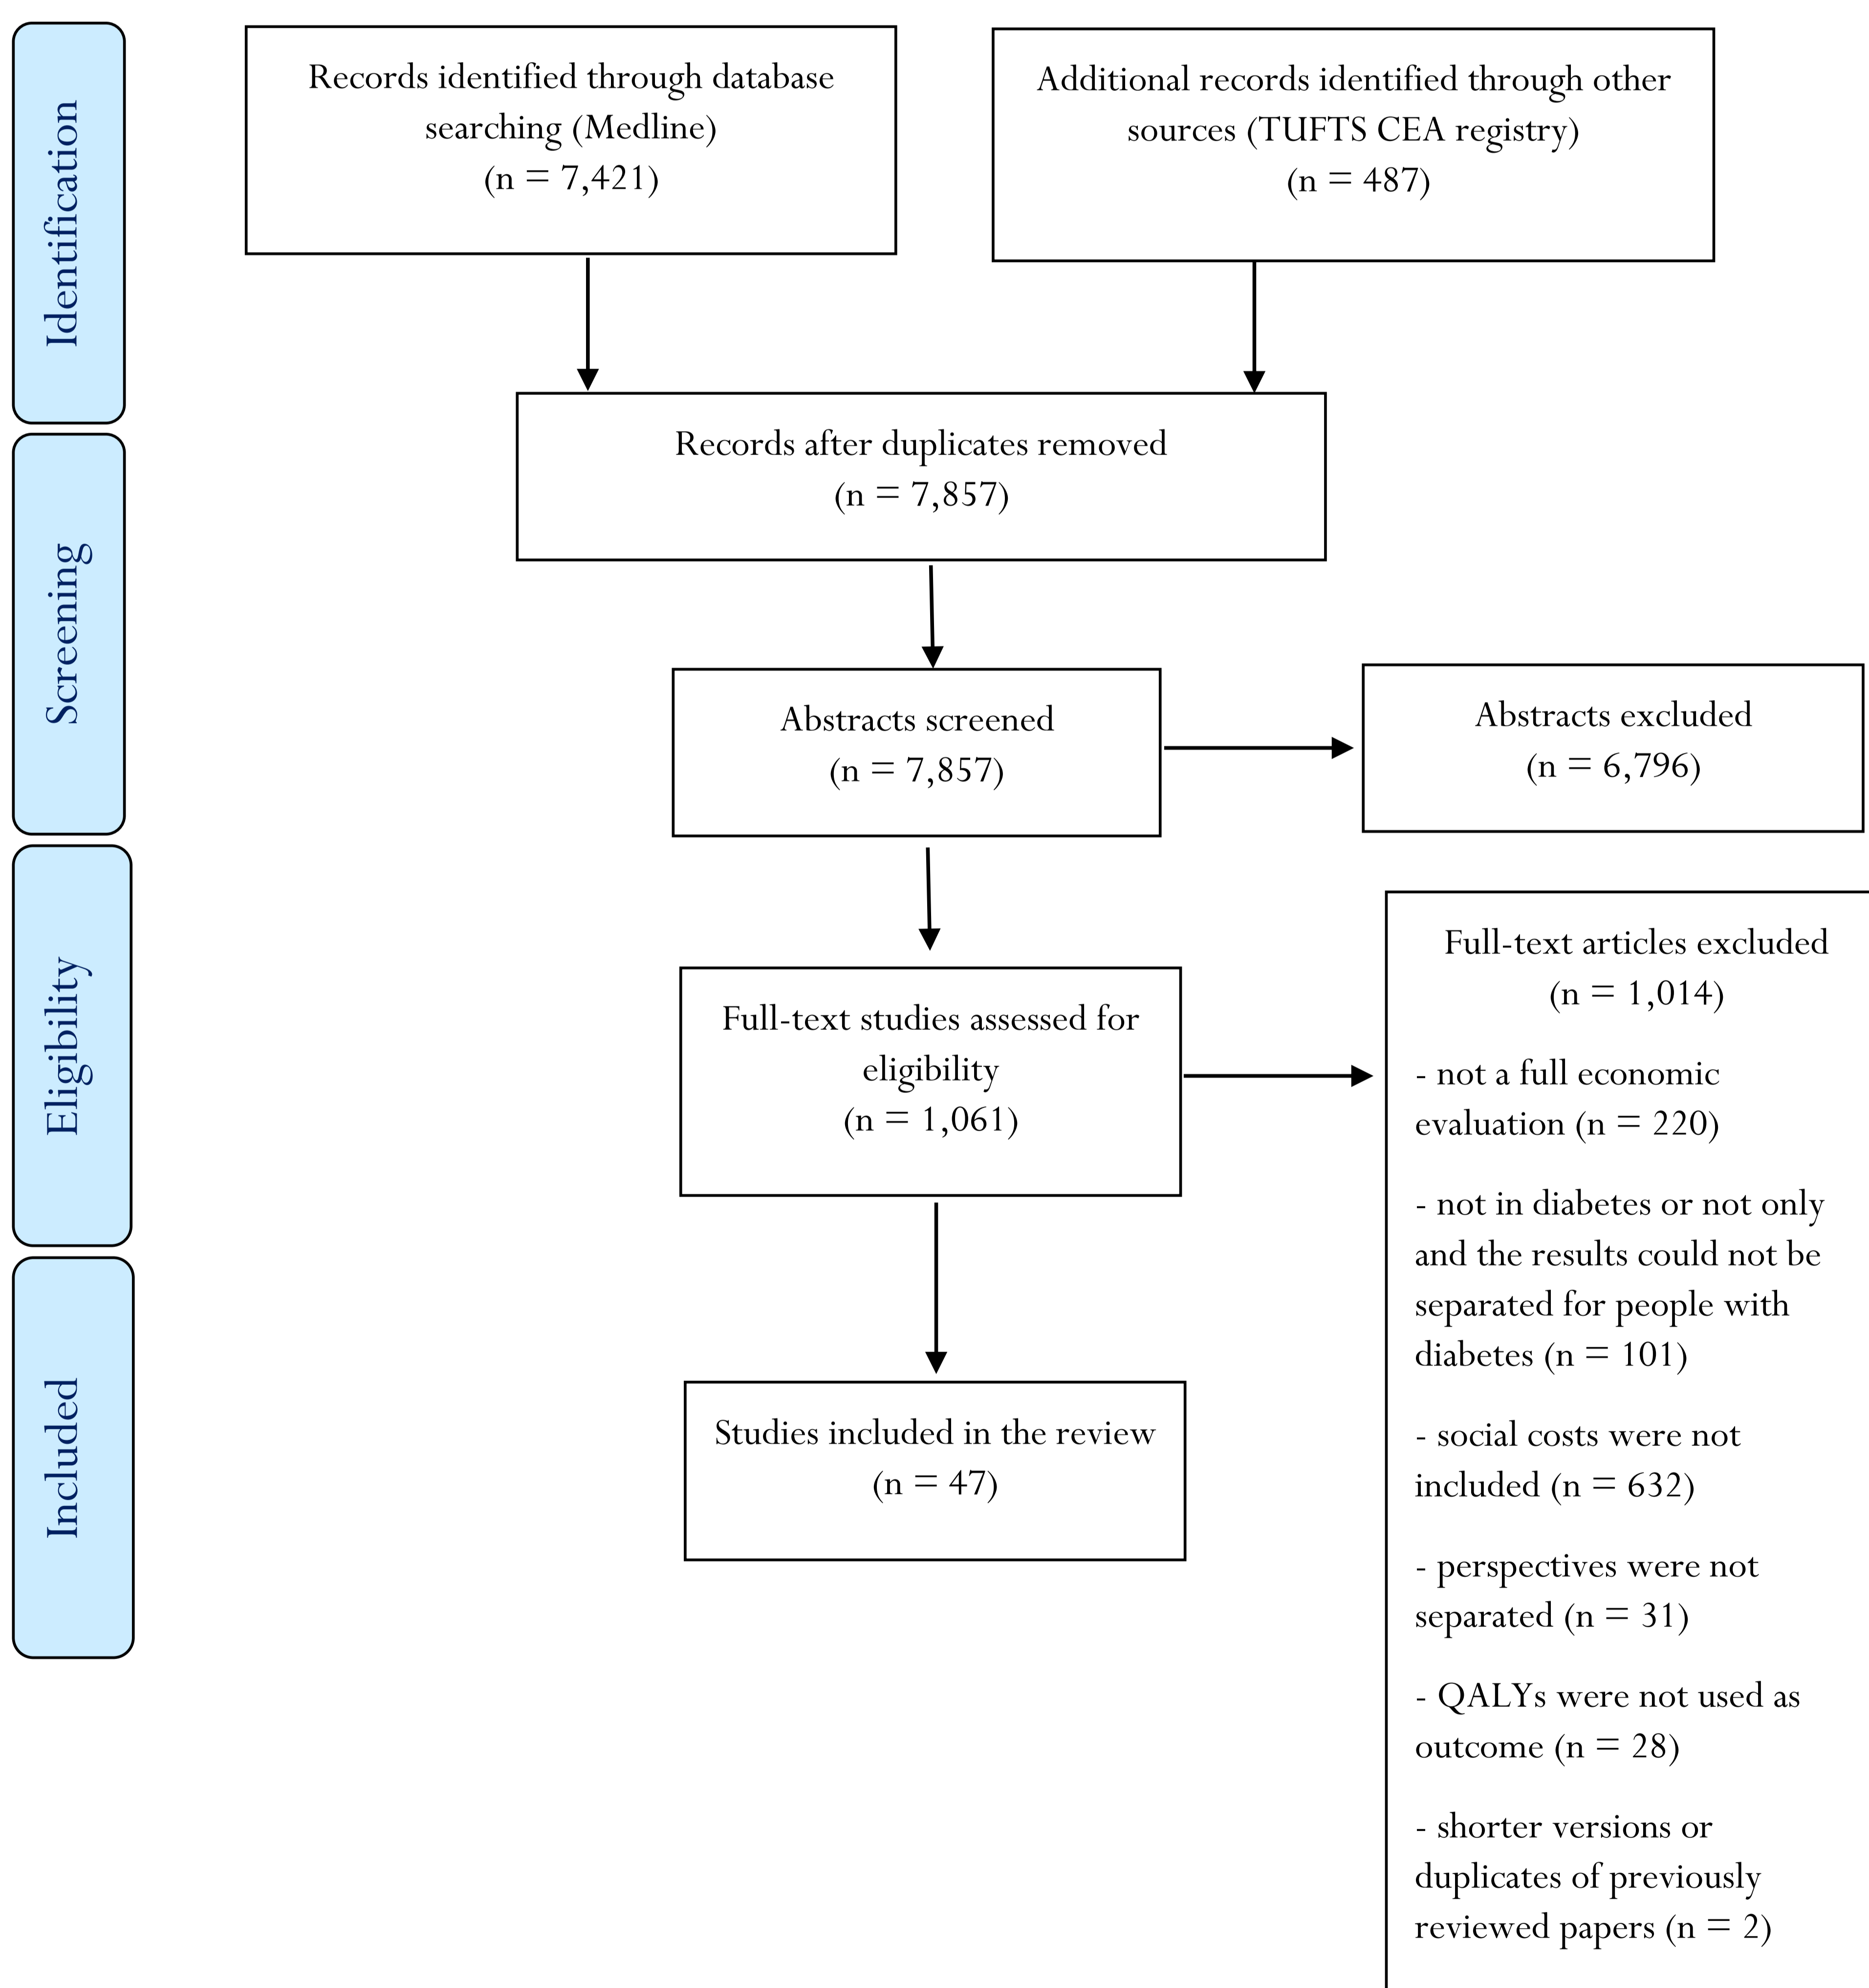 Identification
Records identified through database
searching (Medline)
(n = 7,421)
Additional records identified through other
sources (TUFTS CEA registry)
(n = 487)
Screening
Records after duplicates removed
(n = 7,857)
Abstracts screened
(n = 7,857)
Abstracts excluded
(n = 6,796)
Eligibility
Full-text studies assessed for
eligibility
(n = 1,061)
Full-text articles excluded
(n = 1,014)
- not a full economic
evaluation (n = 220)
- not in diabetes or not only
and the results could not be
separated for people with
diabetes (n = 101)
- social costs were not
included (n = 632)
- perspectives were not
separated (n = 31)
- QALYs were not used as
outcome (n = 28)
- shorter versions or
duplicates of previously
reviewed papers (n = 2)
Included
Studies included in the review
(n = 47)